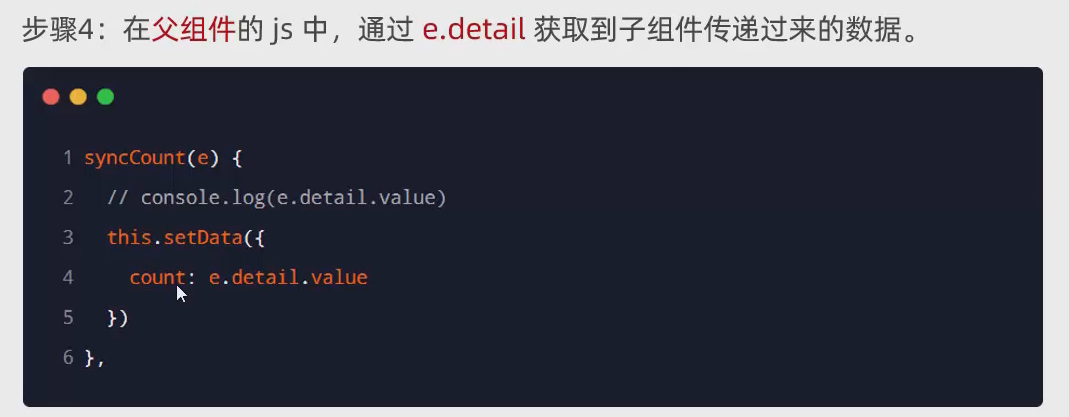 步骤4：在父组件的 js 中，通过 e.detail 获取到子组件传递过来的数据。
1 syncCount(e) {
2 // console.log(e.detail.value)
3 this.setData({
4 count: e.detail.value
5 })
6 },